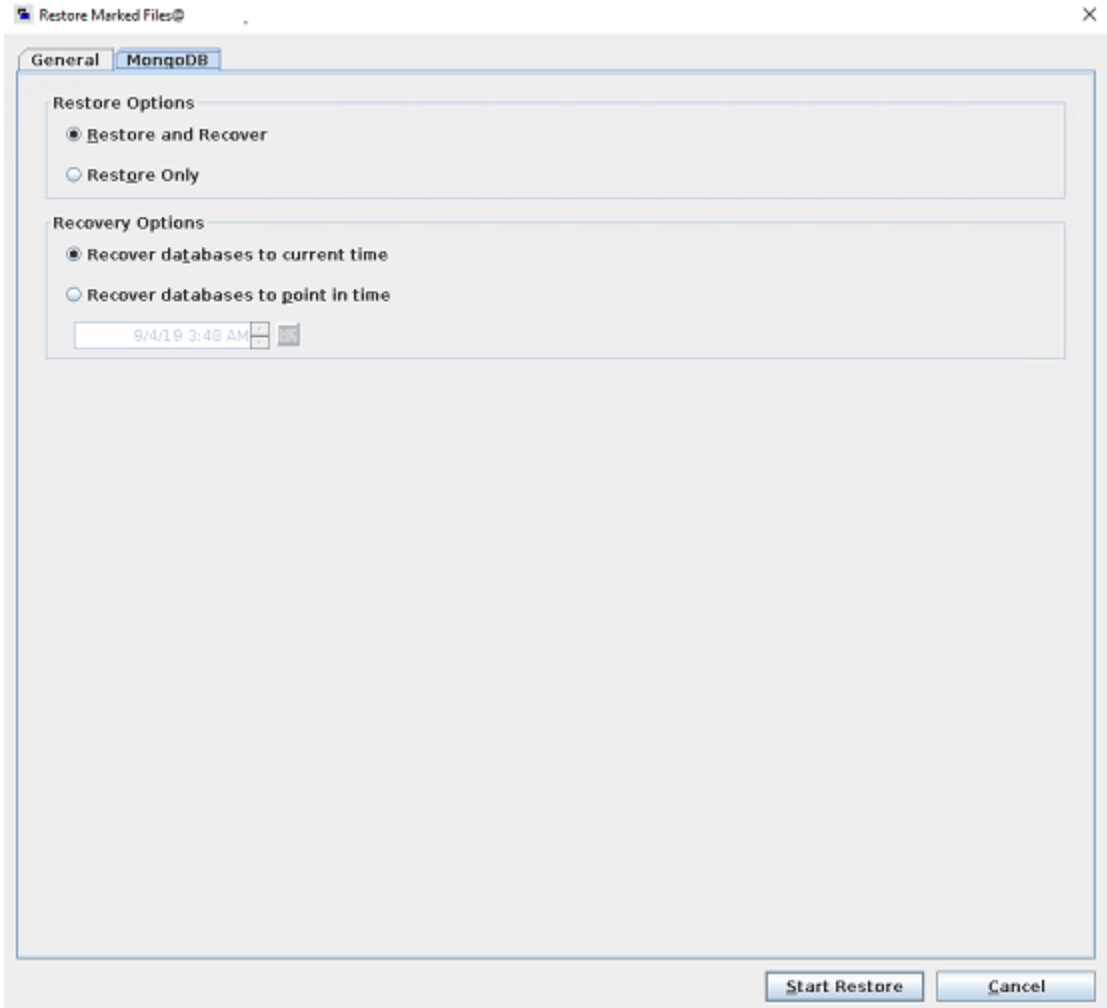 Restore Marked Files@
General MongoDB
Restore Options
Restore and Recover
Restore Only
Recovery Options
Recover databases to current time
Recover databases to point in time
9/4/19 3:48 AM
Start Restore Cancel